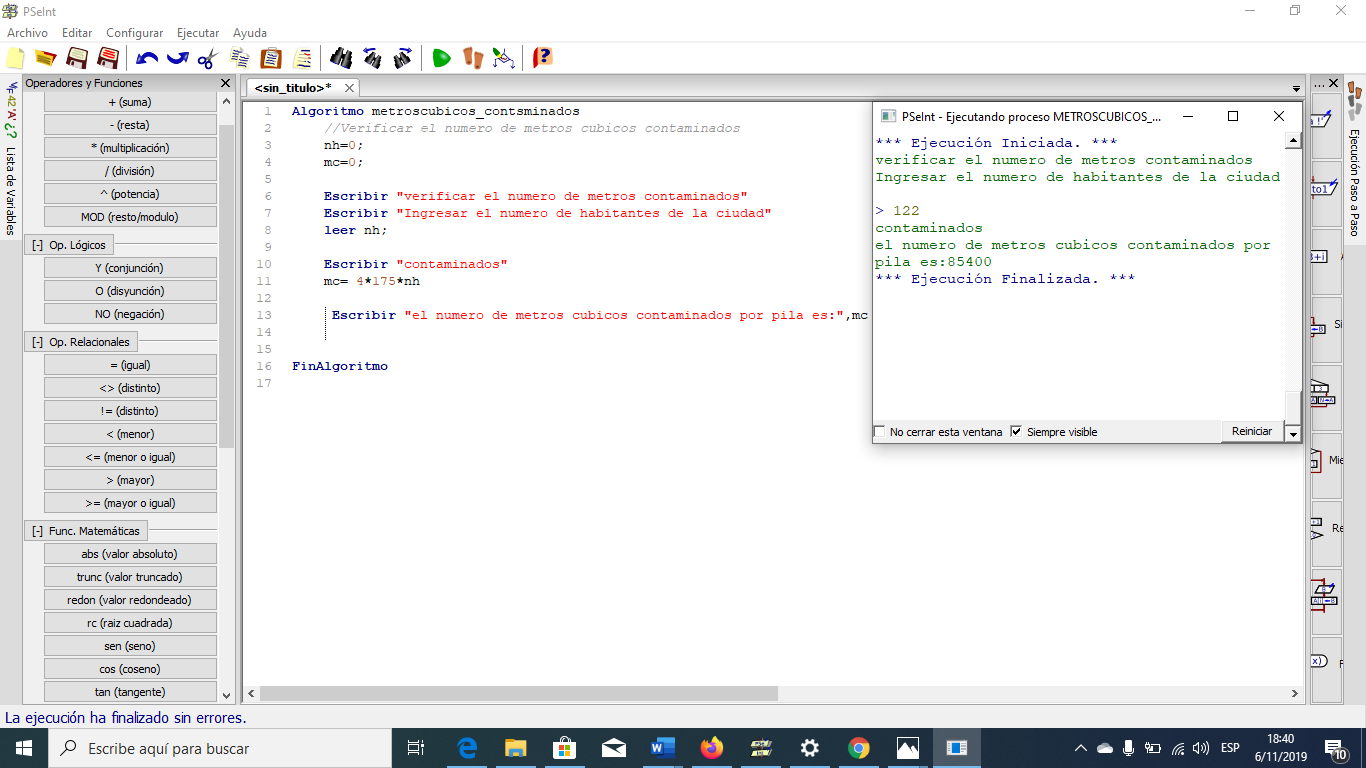 PSeInt
Archivo Editar Configurar Ejecutar Ayuda
Operadores y Funciones
+ (suma)
- (resta)
* (multiplicación)
/ (división)
^ (potencia)
MOD (resto/modulo)
[-] Op. Lógicos
Y (conjunción)
O (disyunción)
NO (negación)
[-] Op. Relacionales
= (igual)
<> (distinto)
!= (distinto)
< (menor)
<= (menor o igual)
> (mayor)
>= (mayor o igual)
[-] Func. Matemáticas
abs (valor absoluto)
trunc (valor truncado)
redon (valor redondeado)
rc (raiz cuadrada)
sen (seno)
cos (coseno)
tan (tangente)
42 'A' ¿? Lista de Variables
<sin_titulo>*
1 Algoritmo metroscubicos_contsminados
2 //Verificar el numero de metros cubicos contaminados
3 nh=0;
4 mc=0;
5
6 Escribir "verificar el numero de metros contaminados"
7 Escribir "Ingresar el numero de habitantes de la ciudad"
8 leer nh;
9
10 Escribir "contaminados"
11 mc= 4*175*nh
12
13 Escribir "el numero de metros cubicos contaminados por pila es:",mc
14
15
16 FinAlgoritmo
17
PSeInt - Ejecutando proceso METROSCUBICOS_...
*** Ejecución Iniciada. ***
verificar el numero de metros contaminados
Ingresar el numero de habitantes de la ciudad
> 122
contaminados
el numero de metros cubicos contaminados por
pila es:85400
*** Ejecución Finalizada. ***
No cerrar esta ventana Siempre visible Reiniciar
Ejecución Paso a Paso
La ejecución ha finalizado sin errores.
Escribe aquí para buscar
ESP
18:40
6/11/2019
10